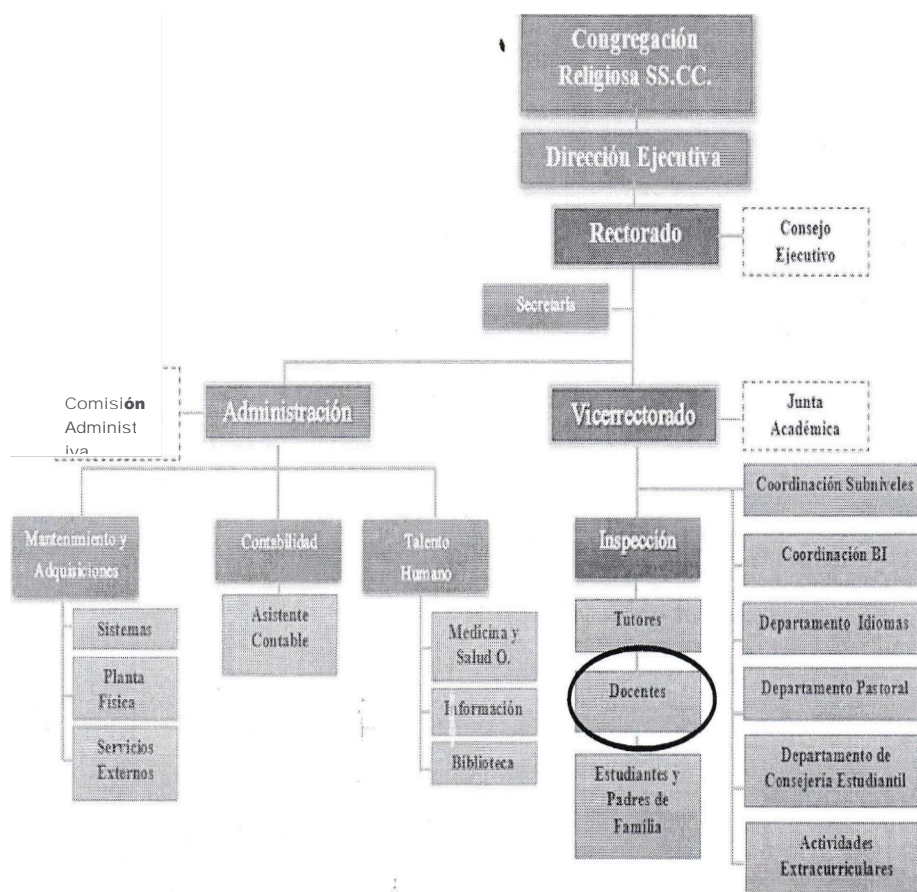 Congregación
Religiosa SS.CC.
Dirección Ejecutiva
Rectorado
Consejo
Ejecutivo
Secretaría
Comisión
Administ
iva
Administración
Vicerrectorado
Junta
Académica
Mantenimiento y
Adquisiciones
Contabilidad
Talento
Humano
Inspección
Coordinación Subniveles
Coordinación BI
Departamento Idiomas
Departamento Pastoral
Departamento de
Consejería Estudiantil
Actividades
Extracurriculares
Sistemas
Planta
Física
Servicios
Externos
Asistente
Contable
Medicina y
Salud O.
Información
Biblioteca
Tutores
Docentes
Estudiantes y
Padres de
Familia